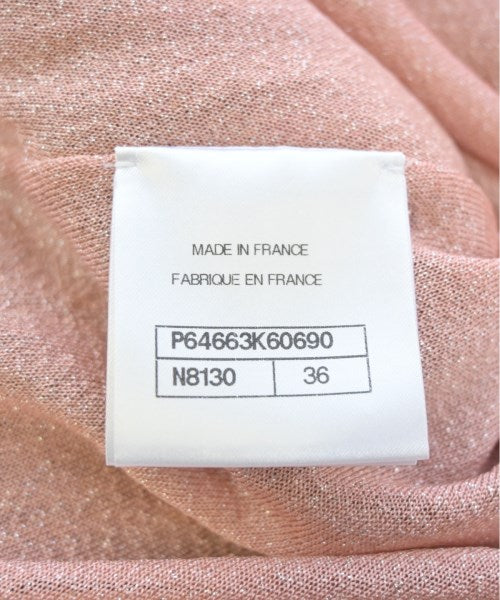 MADE IN FRANCE
FABRIQUE EN FRANCE
P64663K60690
N8130 36